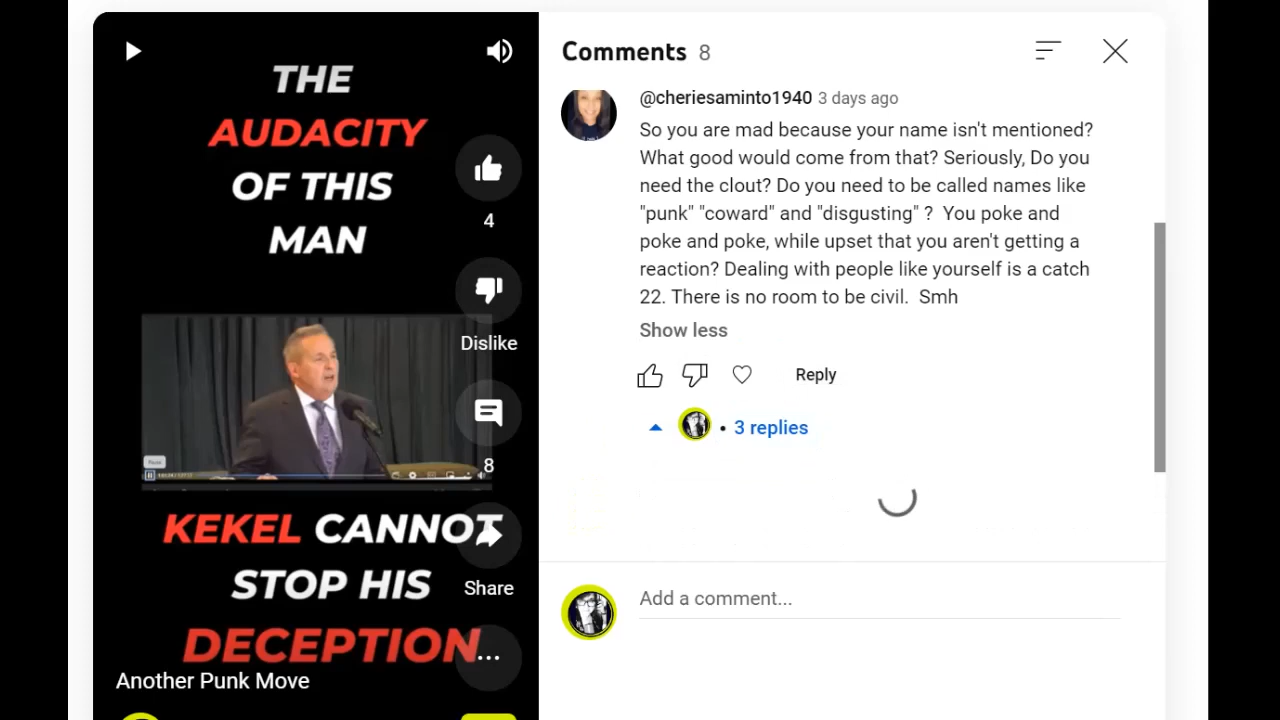 THE
AUDACITY
OF THIS
MAN
4
Dislike
8
KEKEL CANNOT
STOP HIS
Share
DECEPTION
...
Another Punk Move
Comments 8
@cheriesaminto1940 3 days ago
So you are mad because your name isn't mentioned?
What good would come from that? Seriously, Do you
need the clout? Do you need to be called names like
"punk" "coward" and "disgusting" ?  You poke and
poke and poke, while upset that you aren't getting a
reaction? Dealing with people like yourself is a catch
22. There is no room to be civil.  Smh
Show less
Reply
• 3 replies
Add a comment...